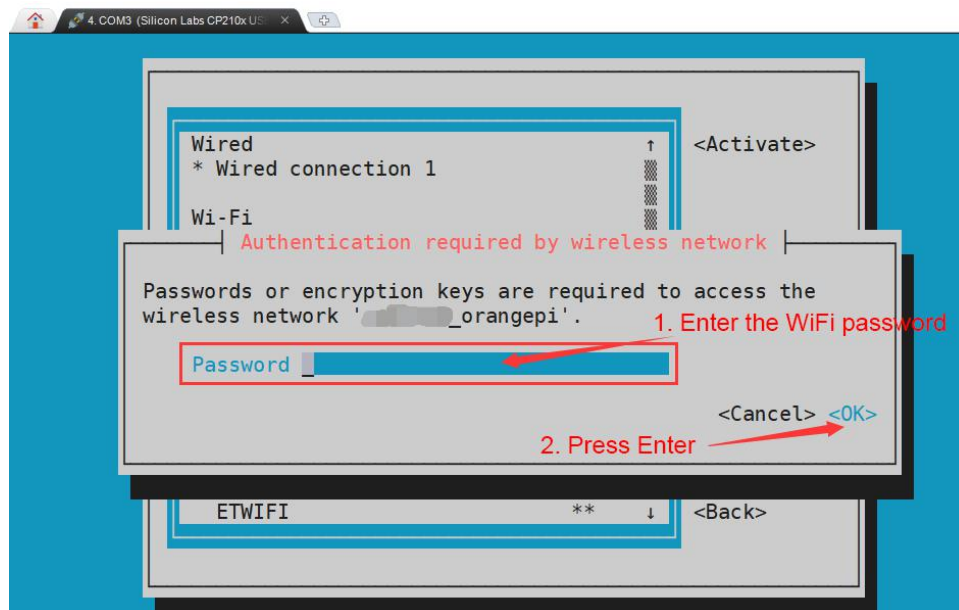 4. COM3 (Silicon Labs CP210x US
Wired
* Wired connection 1
<Activate>
Wi-Fi
Authentication required by wireless network
Passwords or encryption keys are required to access the
wireless network '_orangepi'.
1. Enter the WiFi password
Password
<Cancel> <OK>
2. Press Enter
ETWIFI ** ↓ <Back>